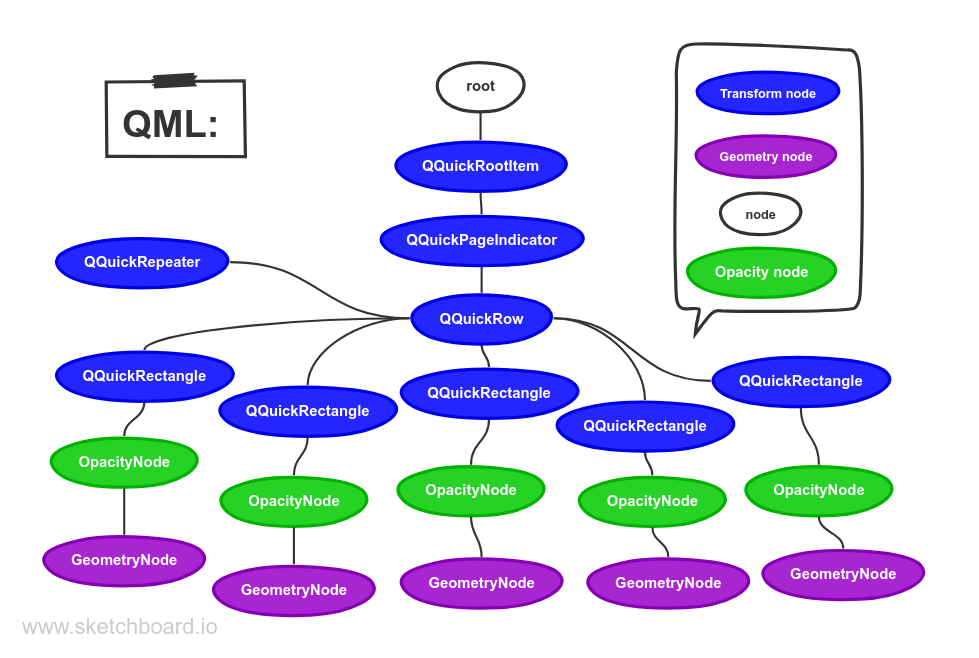 QML:
root
QQuickRootItem
QQuickPageIndicator
QQuickRepeater
QQuickRow
QQuickRectangle
QQuickRectangle
QQuickRectangle
QQuickRectangle
QQuickRectangle
OpacityNode
OpacityNode
OpacityNode
OpacityNode
OpacityNode
GeometryNode
GeometryNode
GeometryNode
GeometryNode
GeometryNode
Transform node
Geometry node
node
Opacity node
www.sketchboard.io